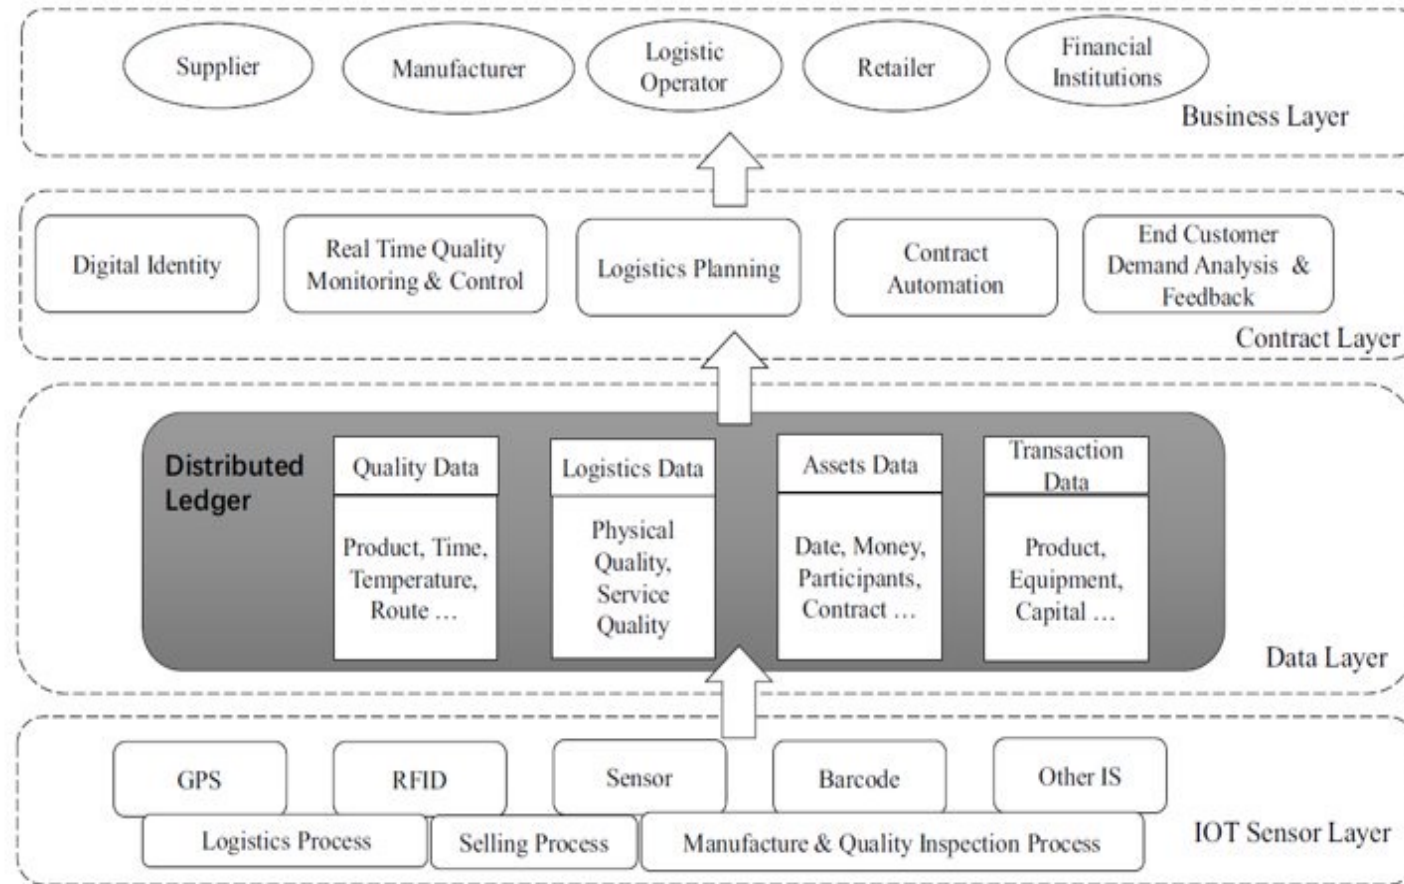 Supplier
Manufacturer
Logistic
Operator
Retailer
Financial
Institutions
Business Layer
Digital Identity
Real Time Quality
Monitoring & Control
Logistics Planning
Contract
Automation
End Customer
Demand Analysis &
Feedback
Contract Layer
Distributed
Ledger
Quality Data
Product, Time,
Temperature,
Route ...
Logistics Data
Physical
Quality,
Service
Quality
Assets Data
Date, Money,
Participants,
Contract ...
Transaction
Data
Product,
Equipment,
Capital ...
Data Layer
GPS
RFID
Sensor
Barcode
Other IS
Logistics Process
Selling Process
Manufacture & Quality Inspection Process
IOT Sensor Layer